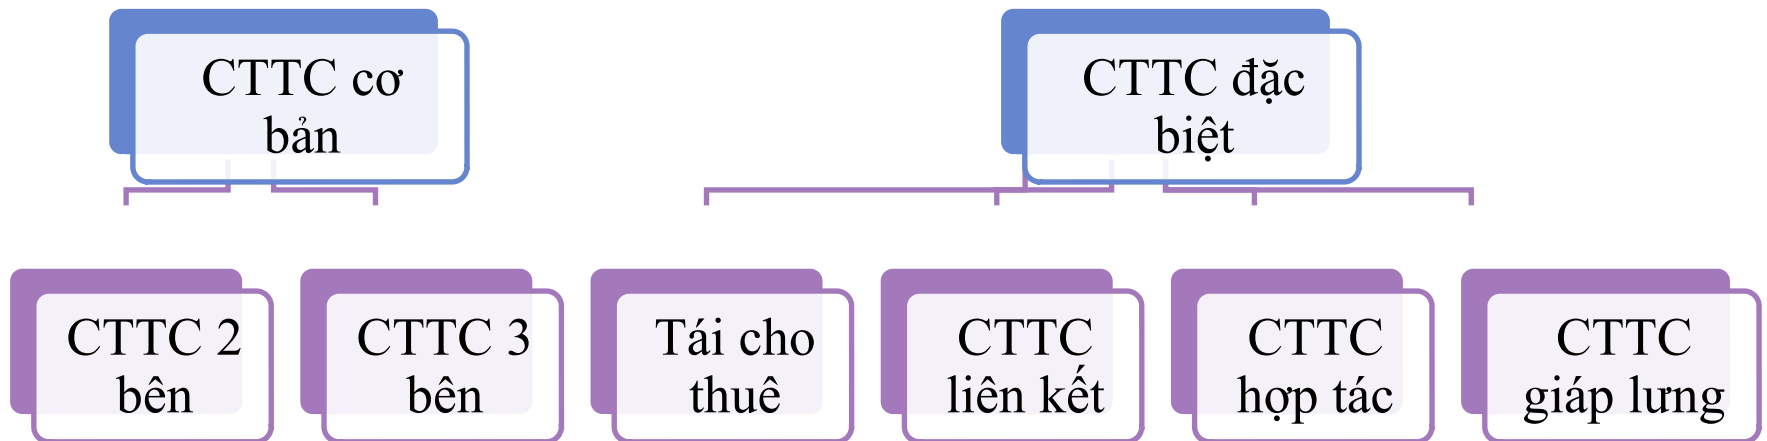 CTTC cơ
bản
CTTC đặc
biệt
CTTC 2
bên
CTTC 3
bên
Tái cho
thuê
CTTC
liên kết
CTTC
hợp tác
CTTC
giáp lưng